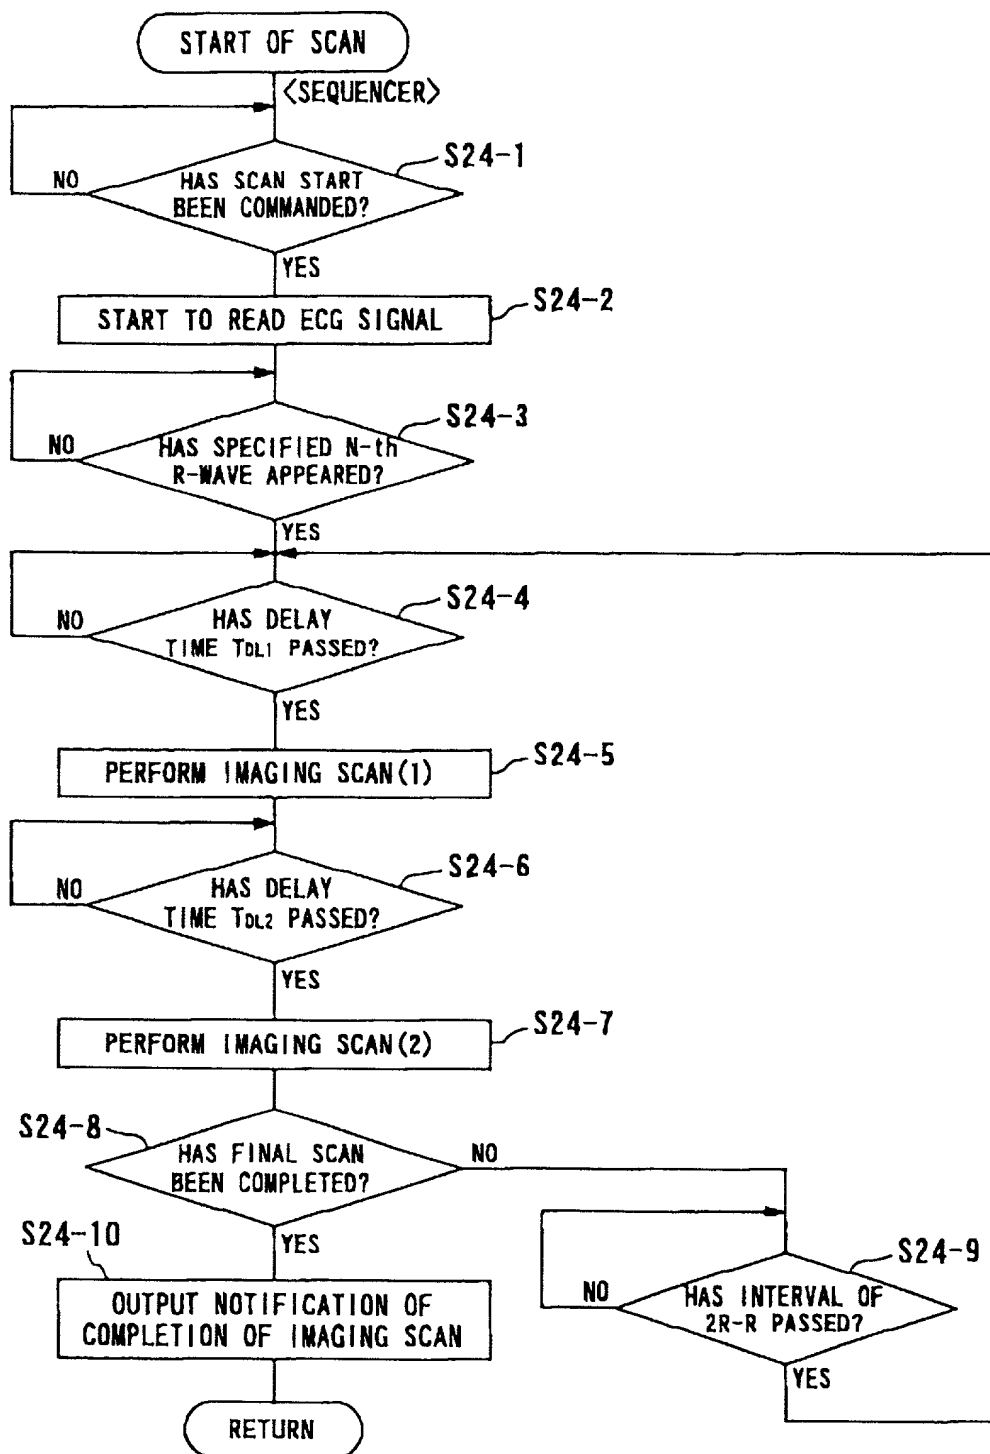 START OF SCAN
<SEQUENCER>
S24-1
NO
HAS SCAN START
BEEN COMMANDED?
YES
S24-2
START TO READ ECG SIGNAL
S24-3
NO
HAS SPECIFIED N-th
R-WAVE APPEARED?
YES
S24-4
NO
HAS DELAY
TIME TDL1 PASSED?
YES
S24-5
PERFORM IMAGING SCAN(1)
S24-6
NO
HAS DELAY
TIME TDL2 PASSED?
YES
S24-7
PERFORM IMAGING SCAN(2)
S24-8
HAS FINAL SCAN
BEEN COMPLETED?
NO
YES
S24-9
NO
HAS INTERVAL OF
2R-R PASSED?
YES
S24-10
OUTPUT NOTIFICATION OF
COMPLETION OF IMAGING SCAN
RETURN